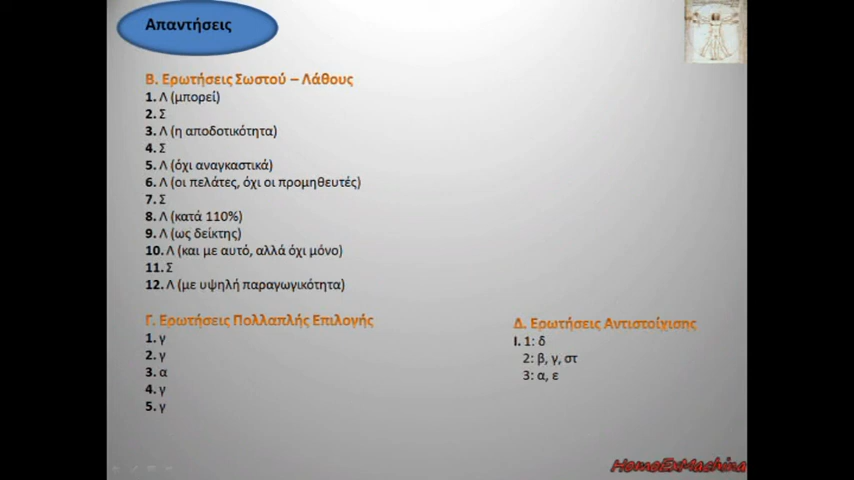 Απαντήσεις
Β. Ερωτήσεις Σωστού – Λάθους
1. Λ (μπορεί)
2. Σ
3. Λ (η αποδοτικότητα)
4. Σ
5. Λ (όχι αναγκαστικά)
6. Λ (οι πελάτες, όχι οι προμηθευτές)
7. Σ
8. Λ (κατά 110%)
9. Λ (ως δείκτης)
10. Λ (και με αυτό, αλλά όχι μόνο)
11. Σ
12. Λ (με υψηλή παραγωγικότητα)
Γ. Ερωτήσεις Πολλαπλής Επιλογής
1. γ
2. γ
3. α
4. γ
5. γ
Δ. Ερωτήσεις Αντιστοίχισης
Ι. 1: δ
2: β, γ, στ
3: α, ε
HomoExMachina